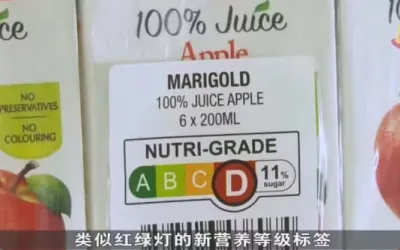 100% Juice
Apple
NO
PRESERVATIVES
NO
COLOURING
MARIGOLD
100% JUICE APPLE
6 x 200ML
NUTRI-GRADE
A B C D 11%
sugar
类似红绿灯的新营养等级标签